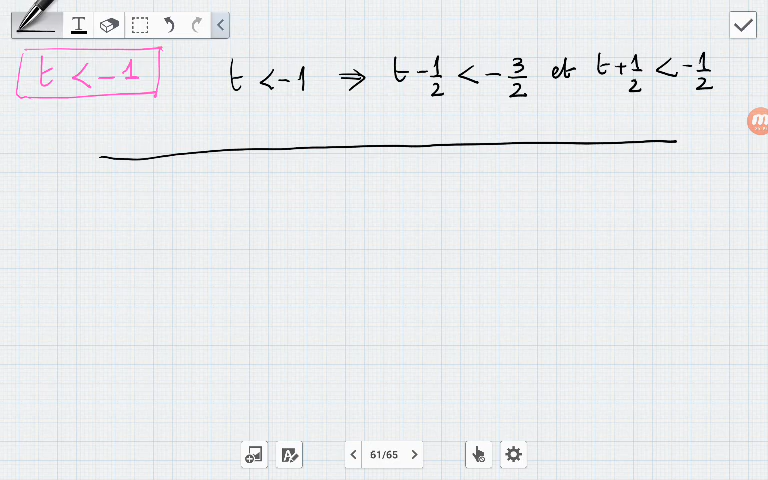 T
t < -1
t < -1 ⇒ t - 1/2 < - 3/2 et t + 1/2 < - 1/2
61/65